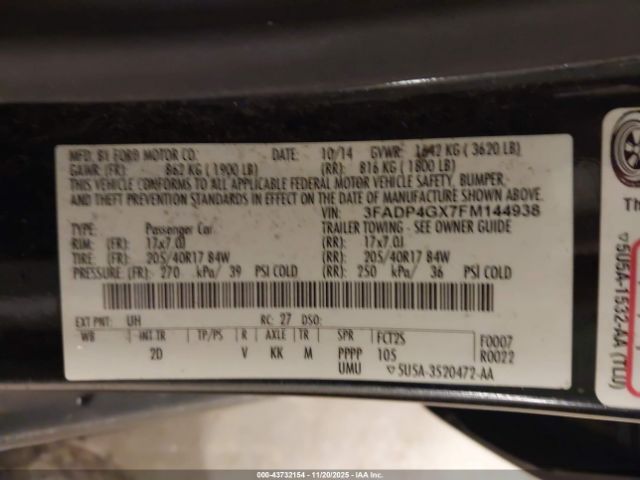 MFD. BY FORD MOTOR CO. DATE: 10/14 GVWR: 1642 KG ( 3620 LB)
GAWR: (FR): 862 KG ( 1900 LB) (RR): 816 KG ( 1800 LB)
THIS VEHICLE CONFORMS TO ALL APPLICABLE FEDERAL MOTOR VEHICLE SAFETY, BUMPER,
AND THEFT PREVENTION STANDARDS IN EFFECT ON THE DATE OF MANUFACTURE SHOWN ABOVE.
VIN: 3FADP4GX7FM144938
TYPE: Passenger Car TRAILER TOWING - SEE OWNER GUIDE
RIM: (FR): 17x7.0J (RR): 17x7.0J
TIRE: (FR): 205/40R17 84W (RR): 205/40R17 84W
PRESSURE: (FR): 270 kPa/ 39 PSI COLD (RR): 250 kPa/ 36 PSI COLD
EXT PNT: UH RC: 27 DSO:
WB INT TR TP/PS R AXLE TR SPR FCT2S F0007
2D V KK M PPPP 105 R0022
UMU ▽5U5A-3520472-AA
▽5U5A-1532-AA (TLU)
000-43732154 - 11/20/2025 - IAA Inc.